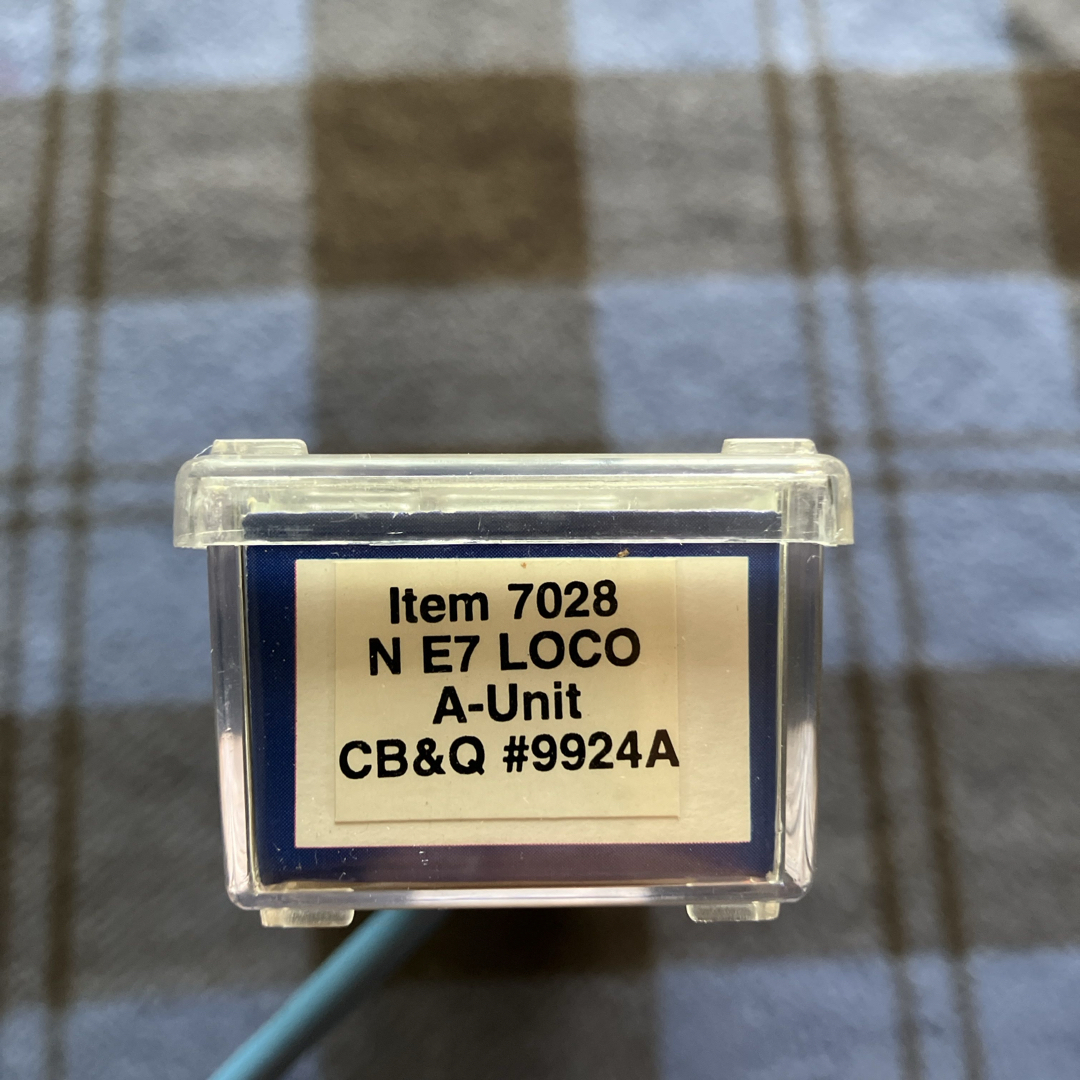 Item 7028
N E7 LOCO
A-Unit
CB&Q #9924A